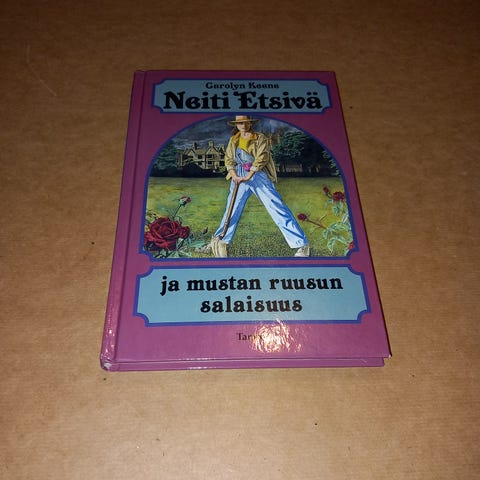 Carolyn Keene
Neiti Etsivä
ja mustan ruusun
salaisuus